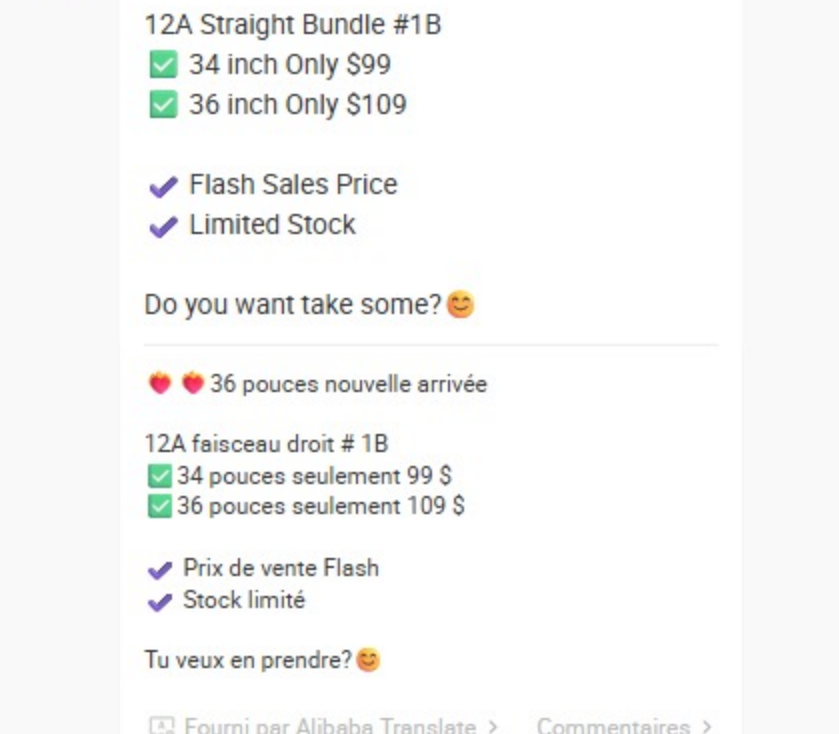 12A Straight Bundle #1B
✅ 34 inch Only $99
✅ 36 inch Only $109
✔ Flash Sales Price
✔ Limited Stock
Do you want take some?😊
❤️‍🔥 ❤️‍🔥 36 pouces nouvelle arrivée
12A faisceau droit # 1B
✅ 34 pouces seulement 99 $
✅ 36 pouces seulement 109 $
✔ Prix de vente Flash
✔ Stock limité
Tu veux en prendre?😊
Fourni par Alibaba Translate > Commentaires >